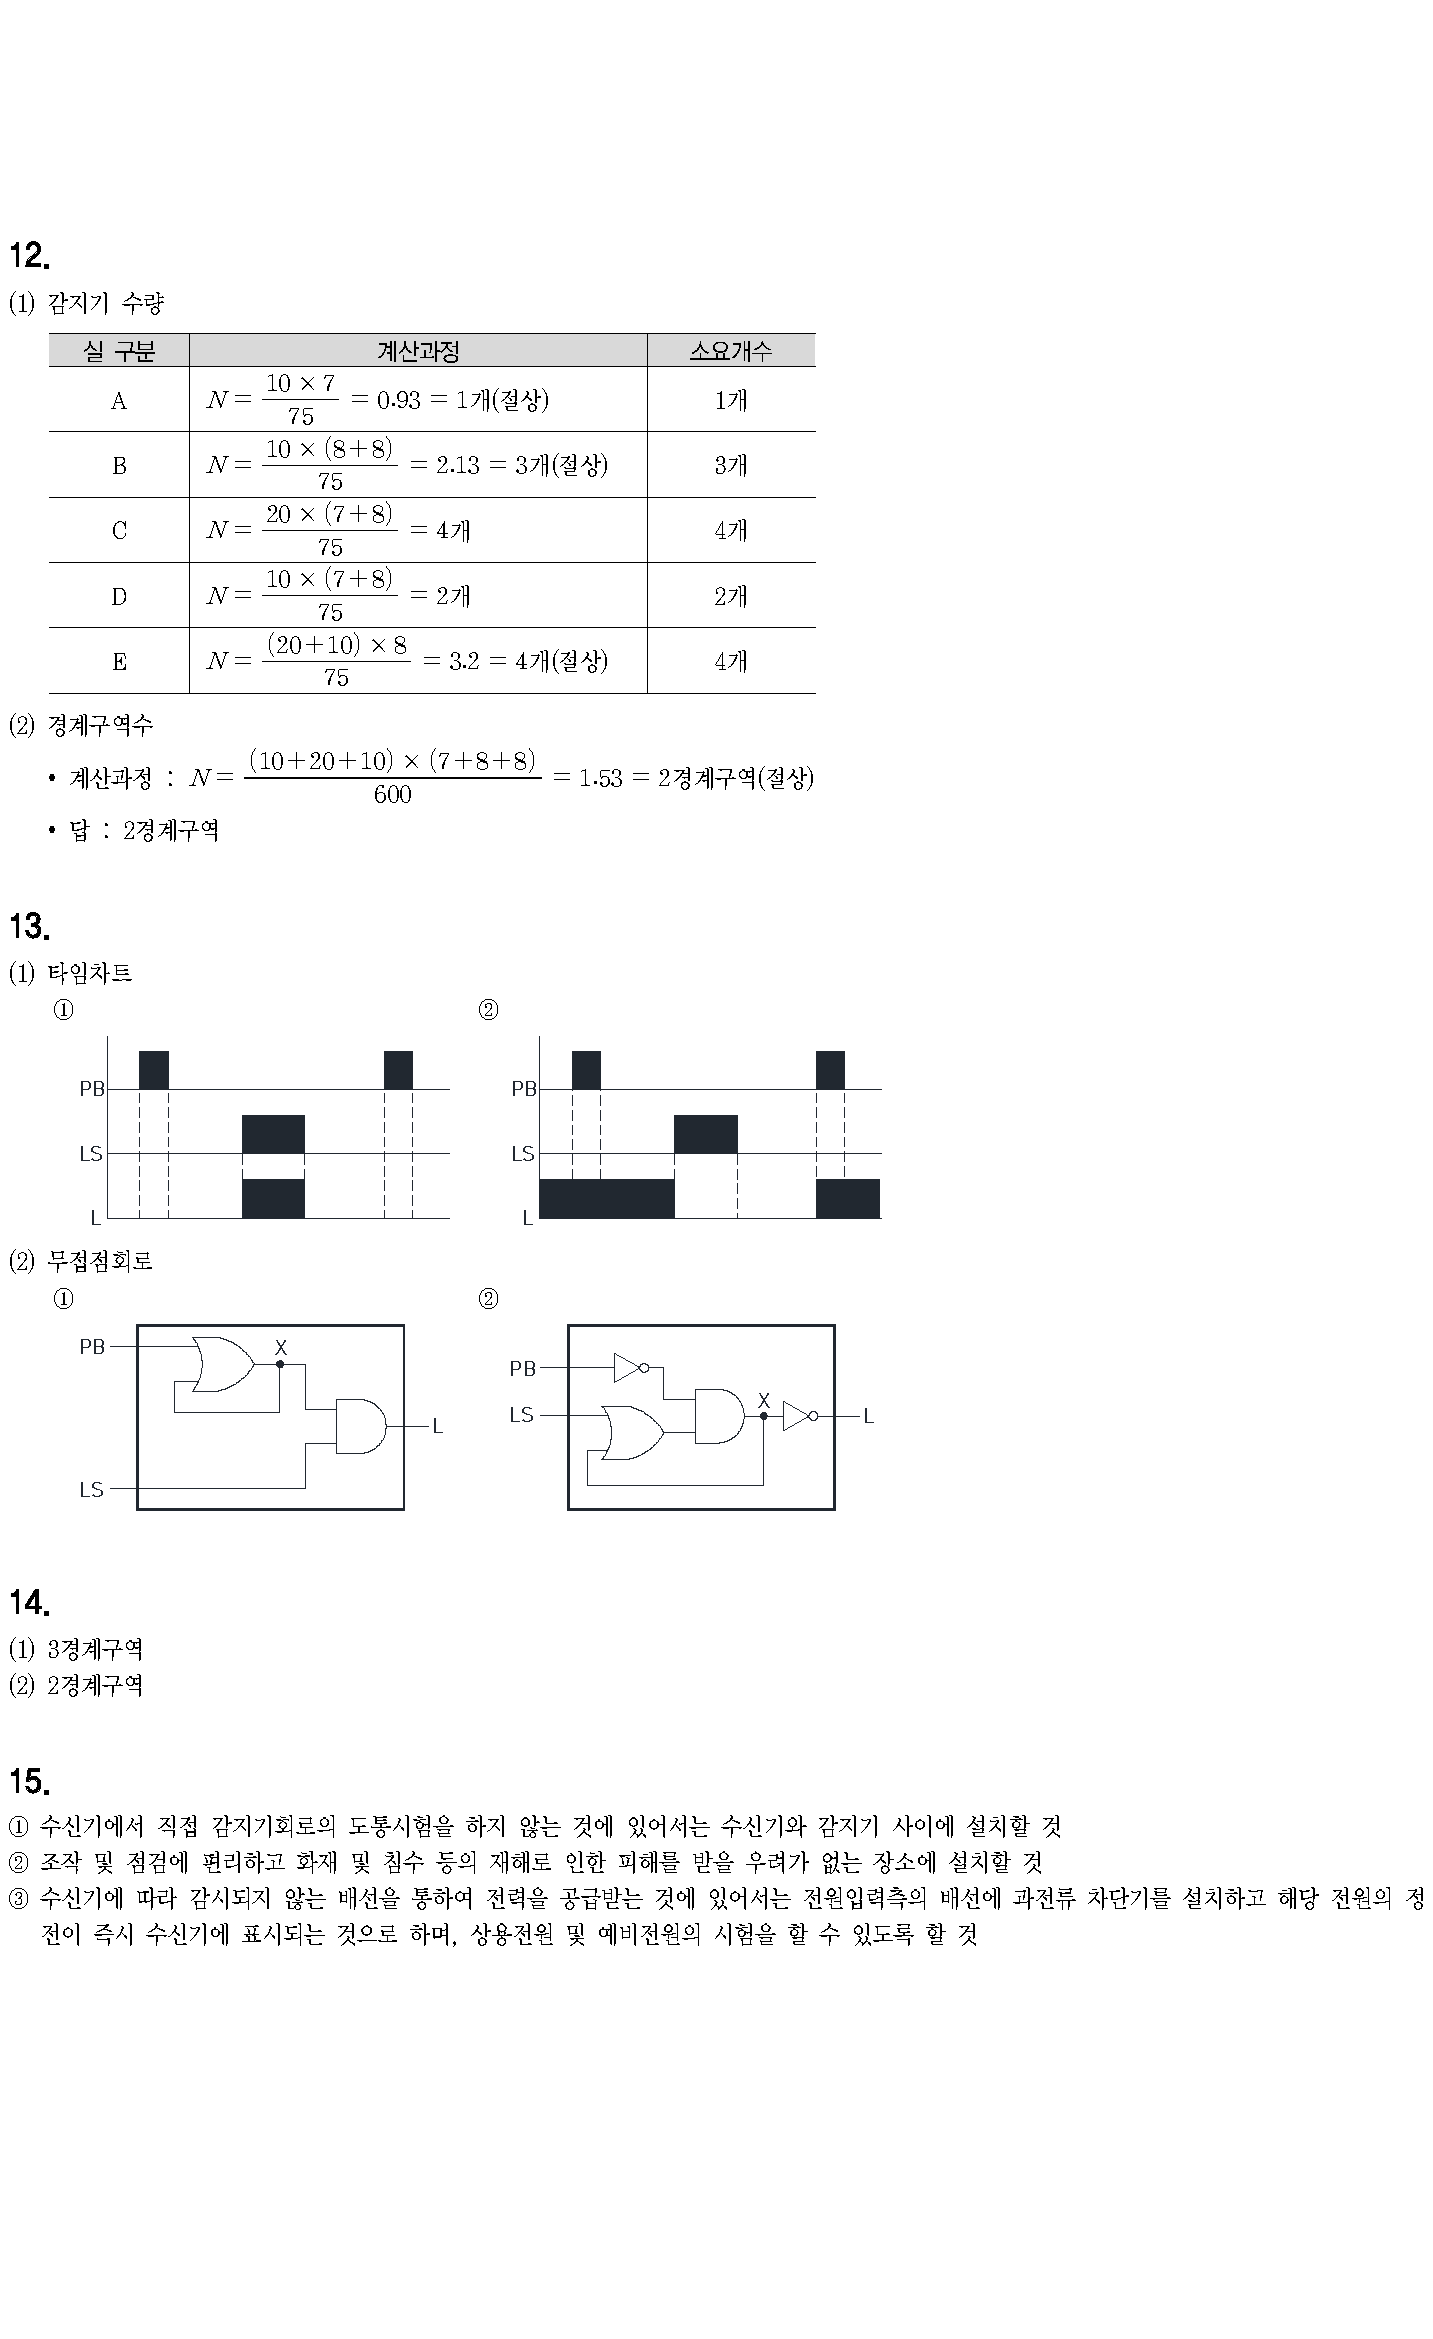 12.
(1) 감지기 수량
실 구분 계산과정 소요개수
A N = 10 × 7 / 75 = 0.93 = 1개(절상) 1개
B N = 10 × (8+8) / 75 = 2.13 = 3개(절상) 3개
C N = 20 × (7+8) / 75 = 4개 4개
D N = 10 × (7+8) / 75 = 2개 2개
E N = (20+10) × 8 / 75 = 3.2 = 4개(절상) 4개
(2) 경계구역수
• 계산과정 : N = (10+20+10) × (7+8+8) / 600 = 1.53 = 2경계구역(절상)
• 답 : 2경계구역
13.
(1) 타임차트
① ②
PB PB
LS LS
L L
(2) 무접점회로
① ②
PB X LS L
PB LS X L
14.
(1) 3경계구역
(2) 2경계구역
15.
① 수신기에서 직접 감지기회로의 도통시험을 하지 않는 것에 있어서는 수신기와 감지기 사이에 설치할 것
② 조작 및 점검에 편리하고 화재 및 침수 등의 재해로 인한 피해를 받을 우려가 없는 장소에 설치할 것
③ 수신기에 따라 감시되지 않는 배선을 통하여 전력을 공급받는 것에 있어서는 전원입력측의 배선에 과전류 차단기를 설치하고 해당 전원의 정
전이 즉시 수신기에 표시되는 것으로 하며, 상용전원 및 예비전원의 시험을 할 수 있도록 할 것